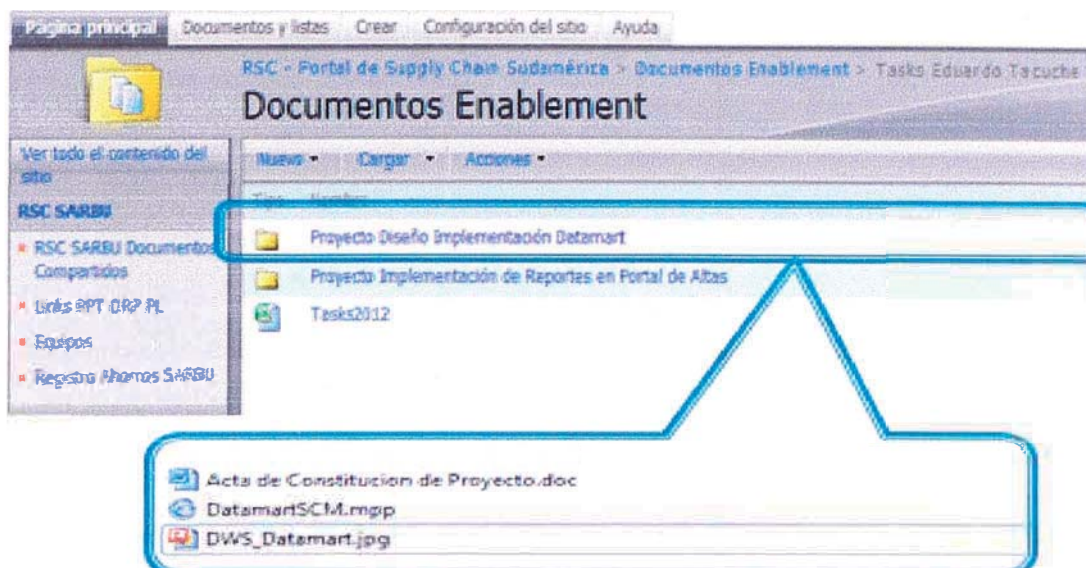 Página principal Documentos y listas Crear Configuración del sitio Ayuda
RSC - Portal de Supply Chain Sudamérica > Documentos Enablement > Tasks Eduardo Tacuche
Documentos Enablement
Ver todo el contenido del
sitio
Nuevo Cargar Acciones
Tipo Nombre
RSC SARBU
RSC SARBU Documentos
Compartidos
Links PPT DRP PL
Equipos
Registro Ahorros SARBU
Proyecto Diseño Implementación Datamart
Proyecto Implementación de Reportes en Portal de Altas
Tasks2012
Acta de Constitucion de Proyecto.doc
DatamartSCM.mpp
DWS_Datamart.jpg